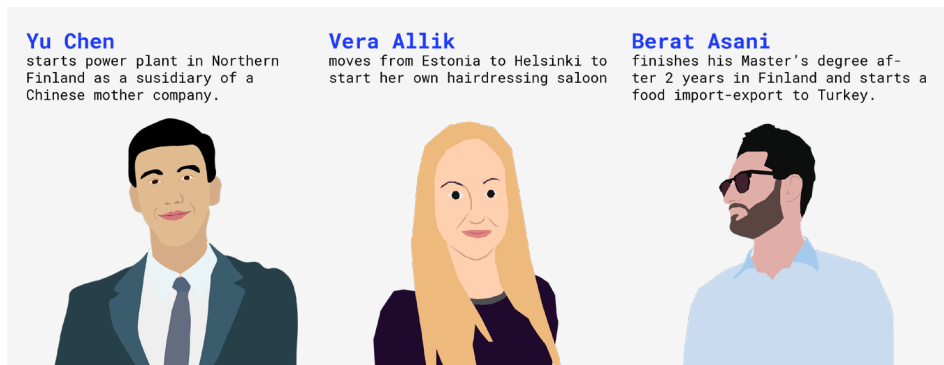 Yu Chen
starts power plant in Northern
Finland as a susidiary of a
Chinese mother company.
Vera Allik
moves from Estonia to Helsinki to
start her own hairdressing saloon
Berat Asani
finishes his Master's degree af-
ter 2 years in Finland and starts a
food import-export to Turkey.